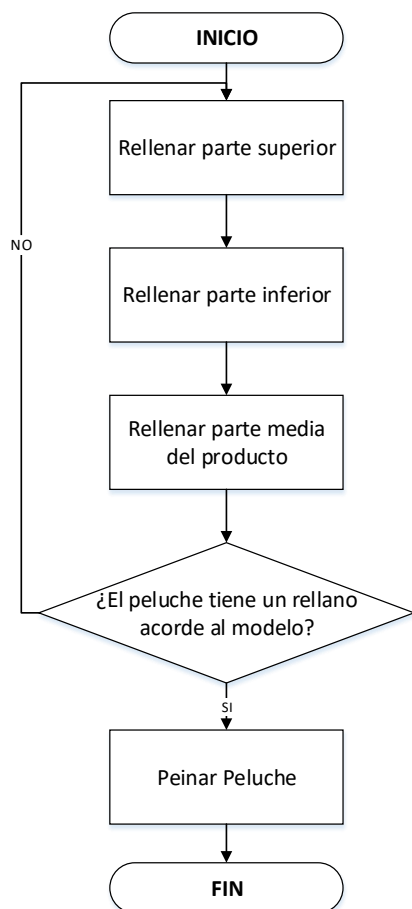 INICIO
Rellenar parte superior
NO
Rellenar parte inferior
Rellenar parte media
del producto
¿El peluche tiene un rellano
acorde al modelo?
SI
Peinar Peluche
FIN